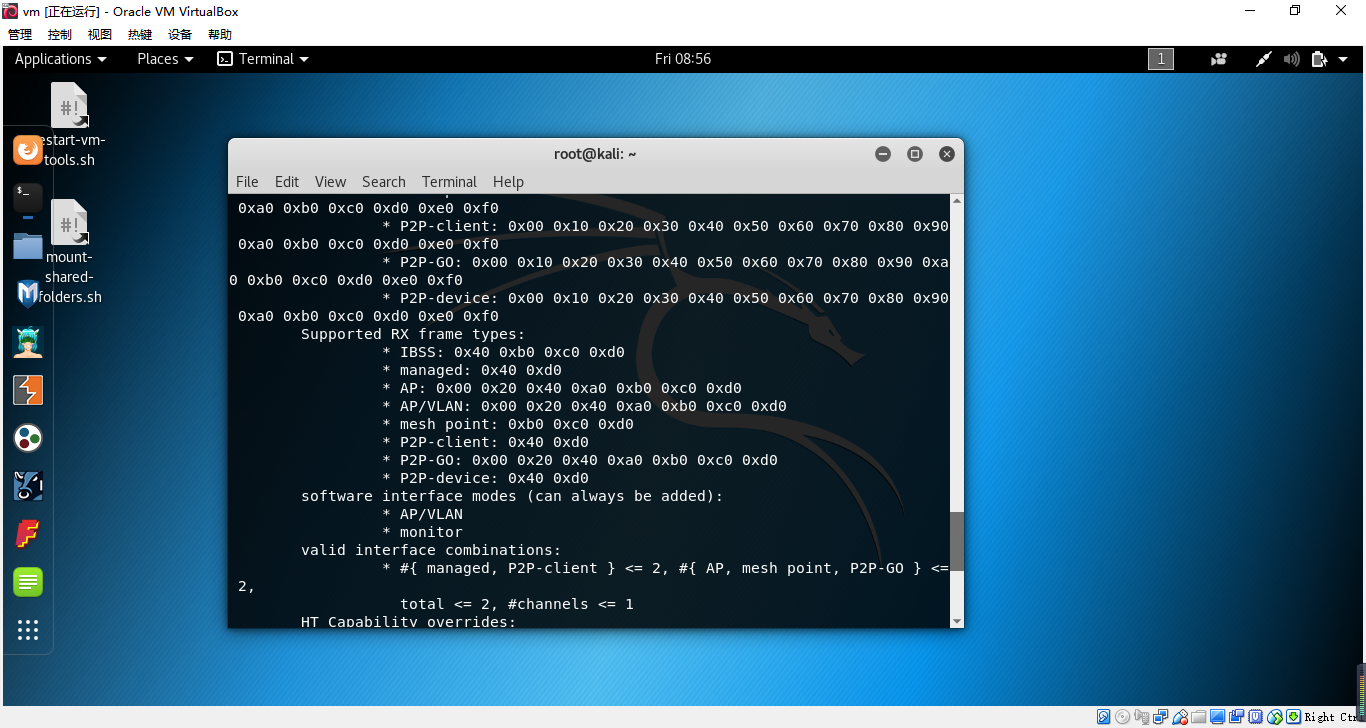 vm [正在运行] - Oracle VM VirtualBox
管理 控制 视图 热键 设备 帮助
Applications Places Terminal Fri 08:56 1
#!
estart-vm-
tools.sh
#!
mount-
shared-
folders.sh
root@kali: ~
File Edit View Search Terminal Help
0xa0 0xb0 0xc0 0xd0 0xe0 0xf0
* P2P-client: 0x00 0x10 0x20 0x30 0x40 0x50 0x60 0x70 0x80 0x90
0xa0 0xb0 0xc0 0xd0 0xe0 0xf0
* P2P-GO: 0x00 0x10 0x20 0x30 0x40 0x50 0x60 0x70 0x80 0x90 0xa
0 0xb0 0xc0 0xd0 0xe0 0xf0
* P2P-device: 0x00 0x10 0x20 0x30 0x40 0x50 0x60 0x70 0x80 0x90
0xa0 0xb0 0xc0 0xd0 0xe0 0xf0
Supported RX frame types:
* IBSS: 0x40 0xb0 0xc0 0xd0
* managed: 0x40 0xd0
* AP: 0x00 0x20 0x40 0xa0 0xb0 0xc0 0xd0
* AP/VLAN: 0x00 0x20 0x40 0xa0 0xb0 0xc0 0xd0
* mesh point: 0xb0 0xc0 0xd0
* P2P-client: 0x40 0xd0
* P2P-GO: 0x00 0x20 0x40 0xa0 0xb0 0xc0 0xd0
* P2P-device: 0x40 0xd0
software interface modes (can always be added):
* AP/VLAN
* monitor
valid interface combinations:
* #{ managed, P2P-client } <= 2, #{ AP, mesh point, P2P-GO } <=
2,
total <= 2, #channels <= 1
HT Capability overrides:
Right Ctr